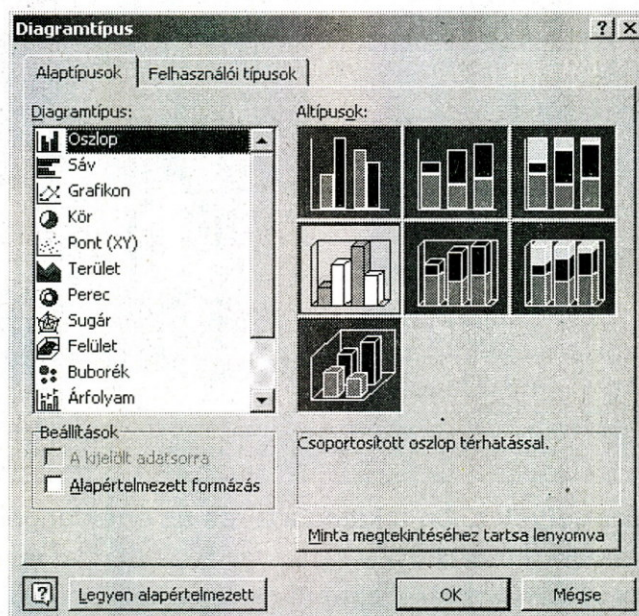 Diagramtípus
Alaptípusok
Felhasználói típusok
Diagramtípus:
Oszlop
Sáv
Grafikon
Kör
Pont (XY)
Terület
Perec
Sugár
Felület
Buborék
Árfolyam
Altípusok:
Beállítások
A kijelölt adatsorra
Alapértelmezett formázás
Csoportosított oszlop térhatással.
Minta megtekintéséhez tartsa lenyomva
Legyen alapértelmezett
OK
Mégse